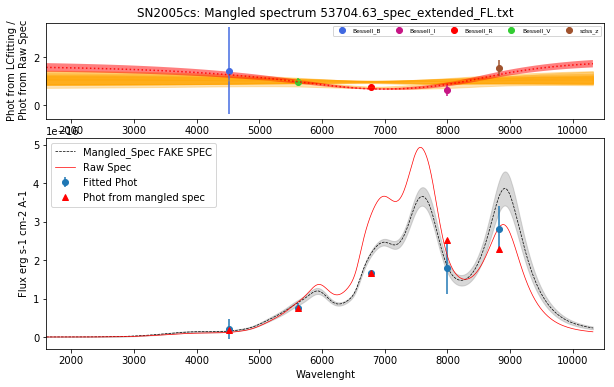 SN2005cs: Mangled spectrum 53704.63_spec_extended_FL.txt
Phot from LCfitting /
Phot from Raw Spec
2
0
Bessell_B
Bessell_I
Bessell_R
Bessell_V
sdss_z
2000 3000 4000 5000 6000 7000 8000 9000 10000
1e−16
Flux erg s-1 cm-2 A-1
5
4
3
2
1
0
Mangled_Spec FAKE SPEC
Raw Spec
Fitted Phot
Phot from mangled spec
2000 3000 4000 5000 6000 7000 8000 9000 10000
Wavelenght